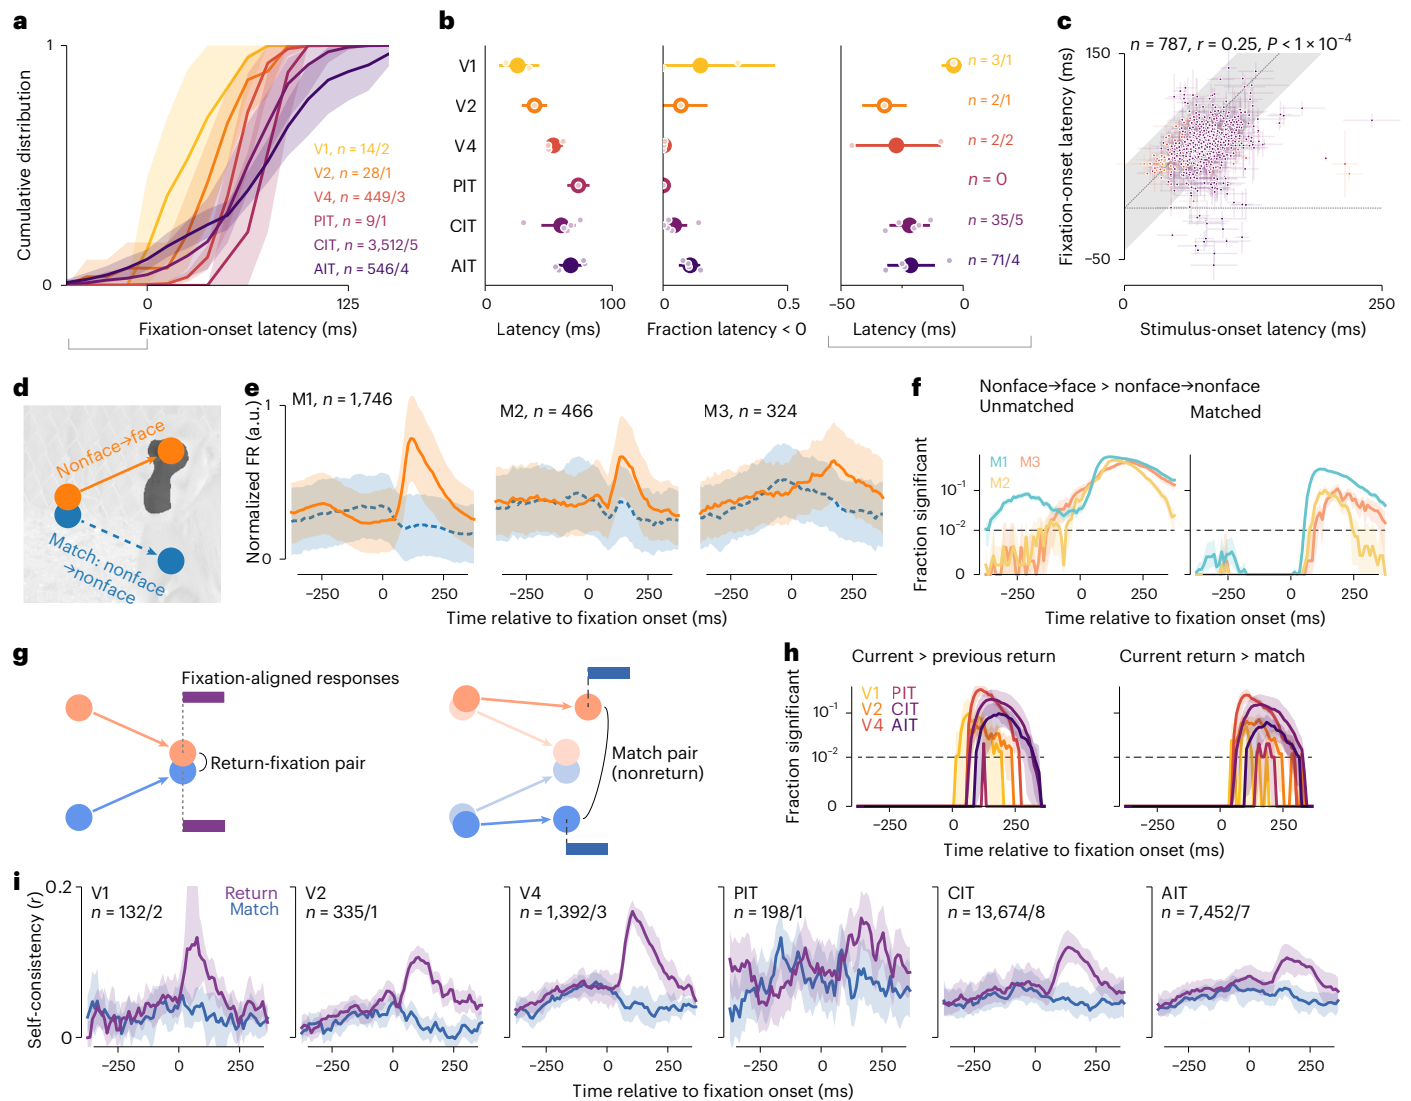 a
1
Cumulative distribution
0
V1, n = 14/2
V2, n = 28/1
V4, n = 449/3
PIT, n = 9/1
CIT, n = 3,512/5
AIT, n = 546/4
0 125
Fixation-onset latency (ms)
b
V1
V2
V4
PIT
CIT
AIT
n = 3/1
n = 2/1
n = 2/2
n = 0
n = 35/5
n = 71/4
0 100
Latency (ms)
0 0.5
Fraction latency < 0
−50 0
Latency (ms)
c
n = 787, r = 0.25, P < 1 × 10−4
150
Fixation-onset latency (ms)
−50
0 250
Stimulus-onset latency (ms)
d
Nonface→face
Match: nonface
→nonface
e
M1, n = 1,746
M2, n = 466
M3, n = 324
1
Normalized FR (a.u.)
0
−250 0 250
−250 0 250
−250 0 250
Time relative to fixation onset (ms)
f
Nonface→face > nonface→nonface
Unmatched
Matched
M1 M3
M2
Fraction significant
10−1
10−2
0
−250 0 250
0 250
Time relative to fixation onset (ms)
g
Fixation-aligned responses
Return-fixation pair
Match pair
(nonreturn)
h
Current > previous return
Current return > match
V1 PIT
V2 CIT
V4 AIT
Fraction significant
10−1
10−2
0
−250 0 250
−250 0 250
Time relative to fixation onset (ms)
i
0.2
Self-consistency (r)
0
V1
n = 132/2
Return
Match
V2
n = 335/1
V4
n = 1,392/3
PIT
n = 198/1
CIT
n = 13,674/8
AIT
n = 7,452/7
−250 0 250
−250 0 250
−250 0 250
−250 0 250
−250 0 250
−250 0 250
Time relative to fixation onset (ms)